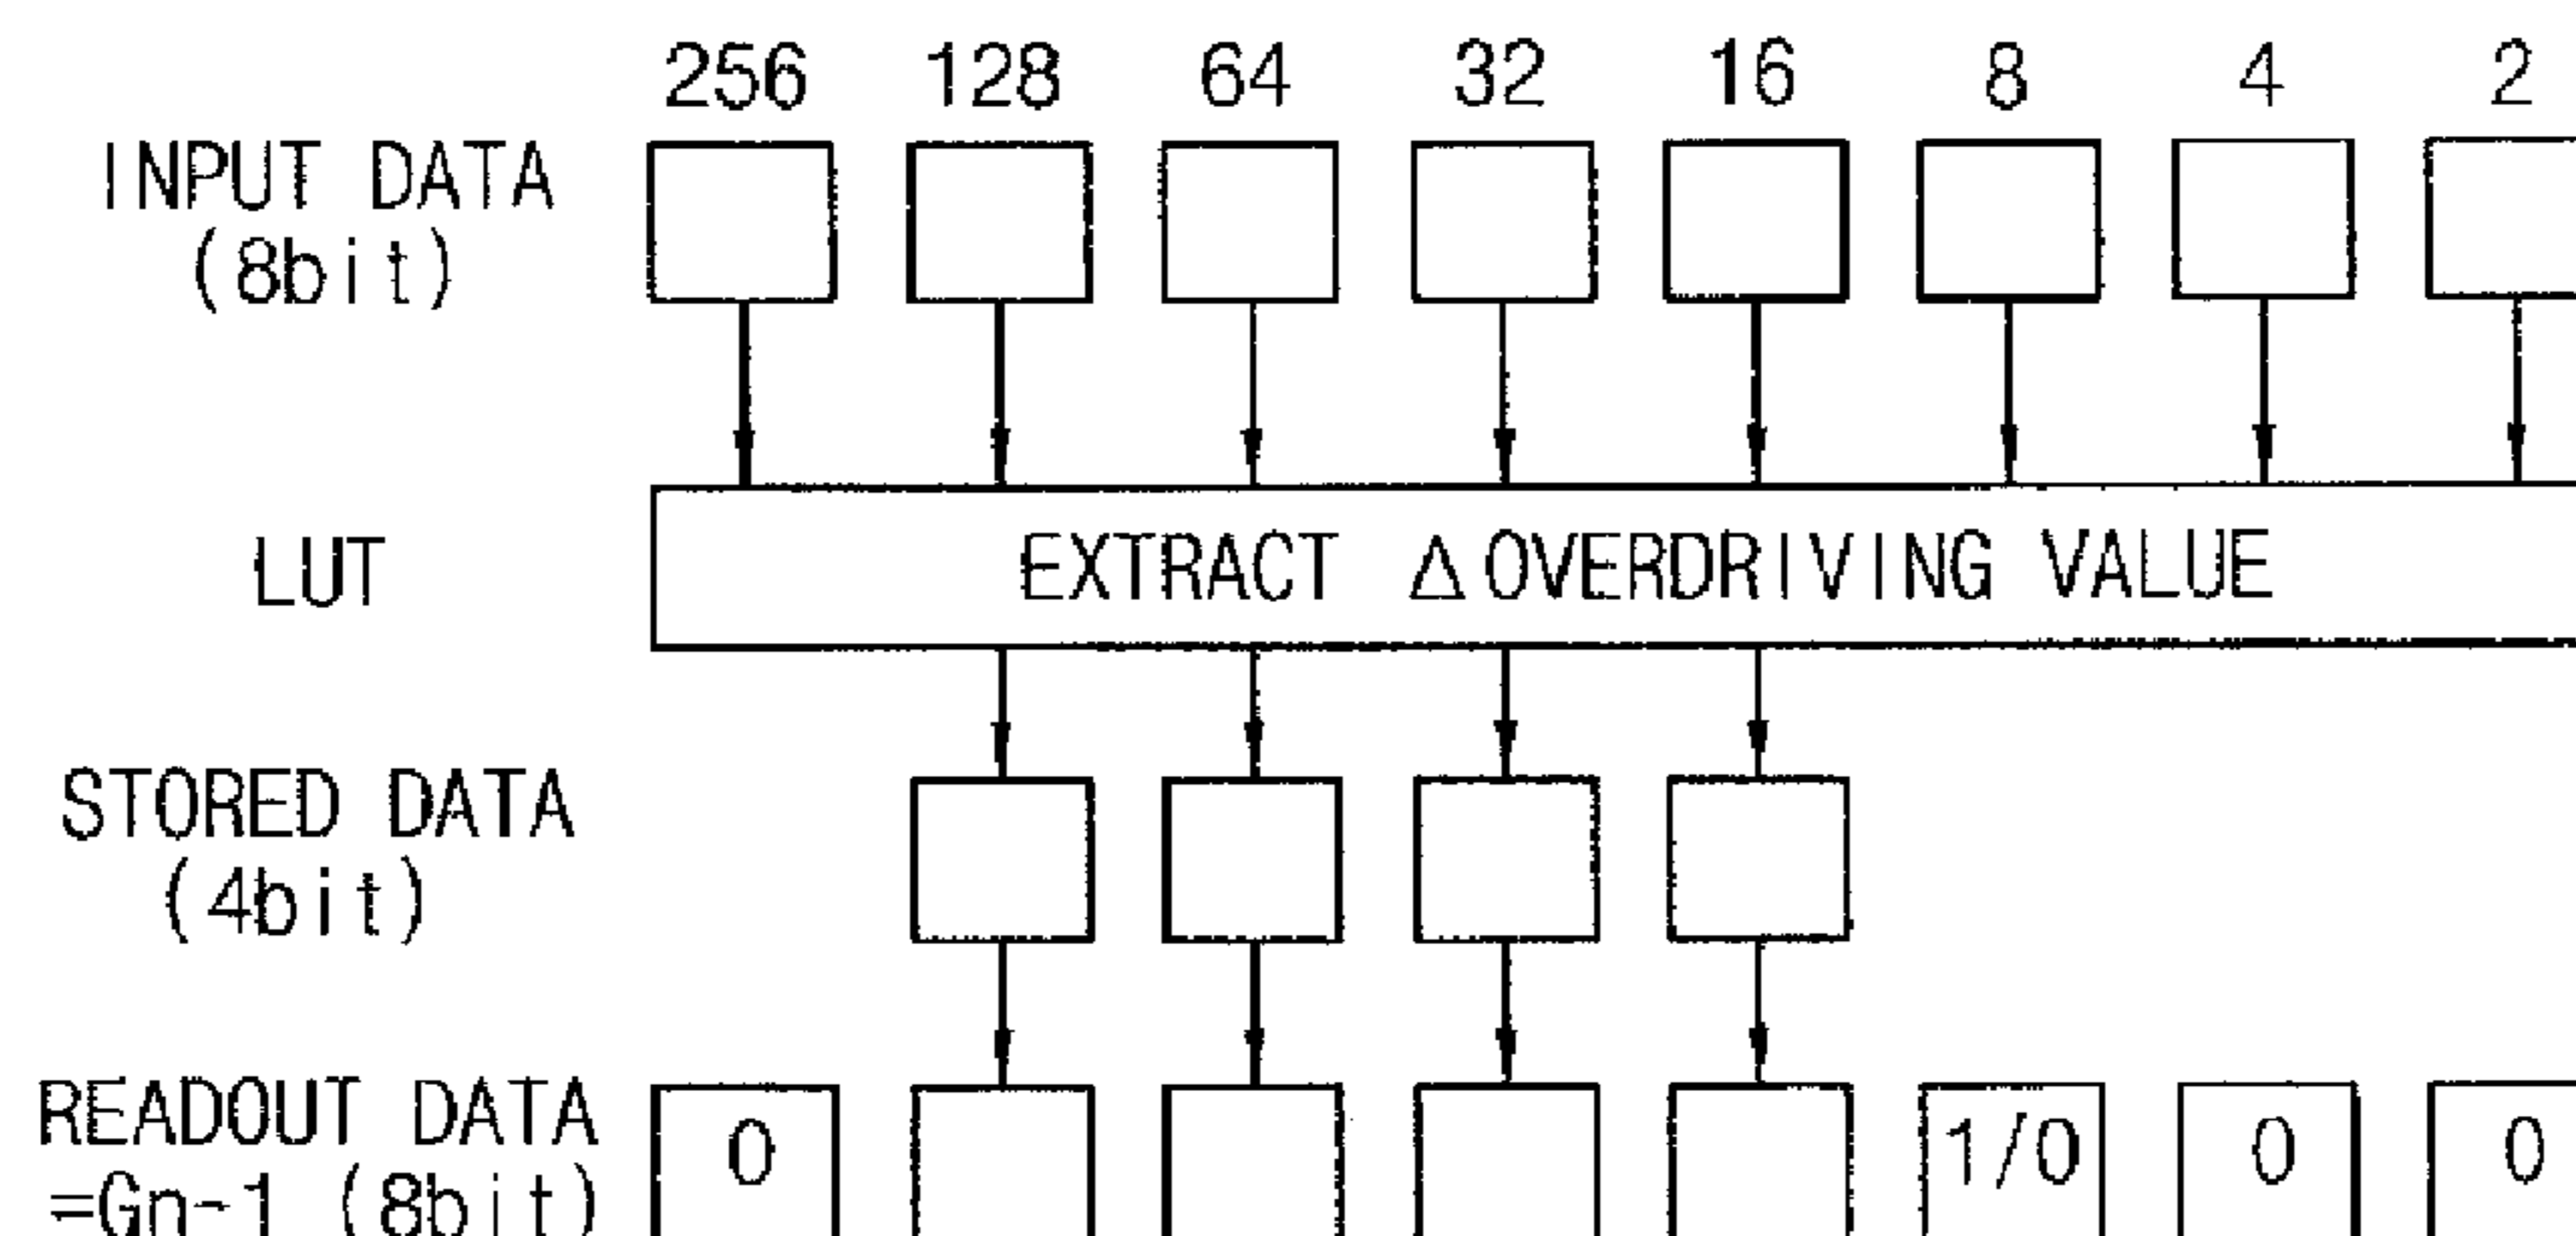 256 128 64 32 16 8 4 2
INPUT DATA
(8bit)
LUT
EXTRACT Δ OVERDRIVING VALUE
STORED DATA
(4bit)
READOUT DATA
=Gn-1 (8bit)
0 1/0 0 0